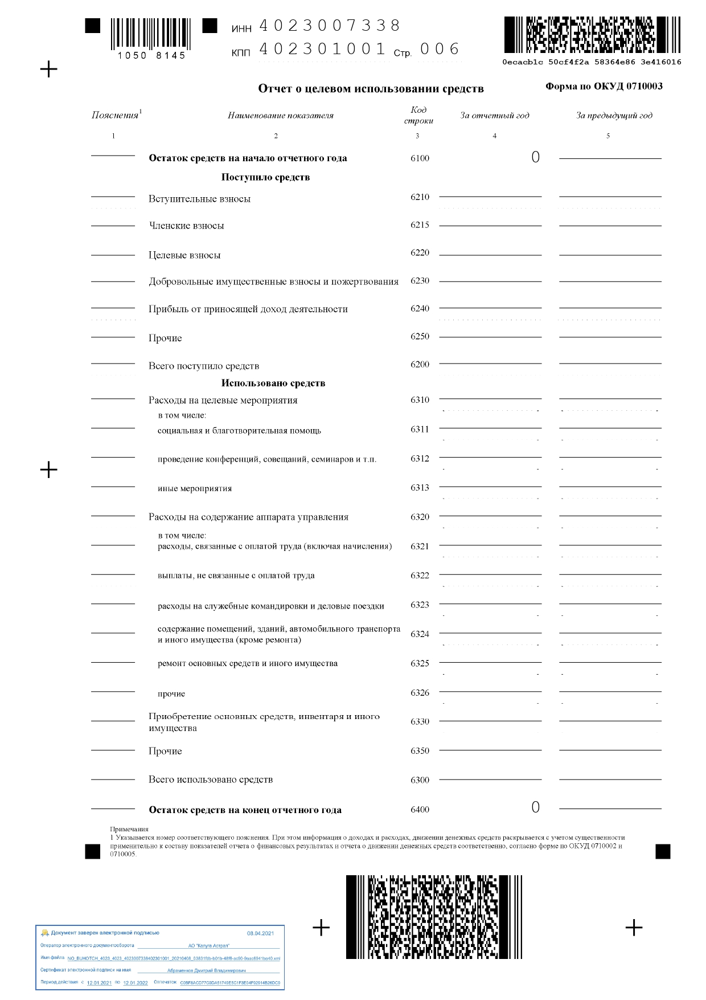 ИНН 4023007338
1050 8145
КПП 402301001 Стр. 006
0ecacb1c 50cf4f2a 58364e86 3e416016
Отчет о целевом использовании средств Форма по ОКУД 0710003
Пояснения1 Наименование показателя Код строки За отчетный год За предыдущий год
1 2 3 4 5
Остаток средств на начало отчетного года 6100 0
Поступило средств
Вступительные взносы 6210
Членские взносы 6215
Целевые взносы 6220
Добровольные имущественные взносы и пожертвования 6230
Прибыль от приносящей доход деятельности 6240
Прочие 6250
Всего поступило средств 6200
Использовано средств
Расходы на целевые мероприятия 6310
в том числе:
социальная и благотворительная помощь 6311
проведение конференций, совещаний, семинаров и т.п. 6312
иные мероприятия 6313
Расходы на содержание аппарата управления 6320
в том числе:
расходы, связанные с оплатой труда (включая начисления) 6321
выплаты, не связанные с оплатой труда 6322
расходы на служебные командировки и деловые поездки 6323
содержание помещений, зданий, автомобильного транспорта
и иного имущества (кроме ремонта) 6324
ремонт основных средств и иного имущества 6325
прочие 6326
Приобретение основных средств, инвентаря и иного
имущества 6330
Прочие 6350
Всего использовано средств 6300
Остаток средств на конец отчетного года 6400 0
Примечания
1 Указывается номер соответствующего пояснения. При этом информация о доходах и расходах, движении денежных средств раскрывается с учетом существенности
применительно к составу показателей отчета о финансовых результатах и отчета о движении денежных средств соответственно, согласно форме по ОКУД 0710002 и
0710005.
Документ заверен электронной подписью 08.04.2021
Оператор электронного документооборота АО "Калуга Астрал"
Имя файла NO_BUHOTCH_4023_4023_4023007338402301001_20210408_03831fdb-b01b-48f6-ac90-9aac6941ba40.xml
Сертификат электронной подписи на имя Абраменков Дмитрий Владимирович
Период действия с 12.01.2021 по 12.01.2022 Отпечаток C0BF8ACD77C0DA51749E5C1F3E04F92914B26DC9